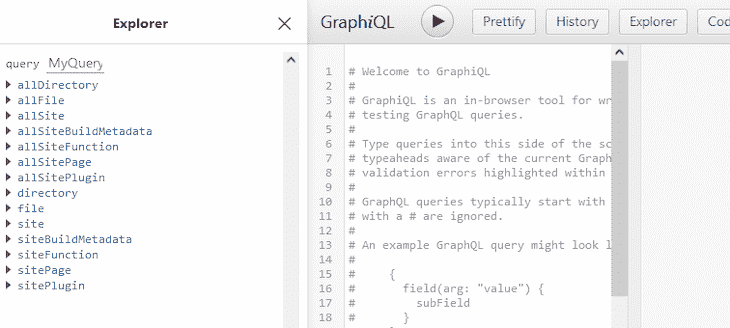 Explorer
query MyQuery
allDirectory
allFile
allSite
allSiteBuildMetadata
allSiteFunction
allSitePage
allSitePlugin
directory
file
site
siteBuildMetadata
siteFunction
sitePage
sitePlugin
GraphiQL
Prettify
History
Explorer
1 # Welcome to GraphiQL
2 #
3 # GraphiQL is an in-browser tool for wr
4 # testing GraphQL queries.
5 #
6 # Type queries into this side of the sc
7 # typeaheads aware of the current Graph
8 # validation errors highlighted within
9 #
10 # GraphQL queries typically start with
11 # with a # are ignored.
12 #
13 # An example GraphQL query might look l
14 #
15 # {
16 # field(arg: "value") {
17 # subField
18 # }